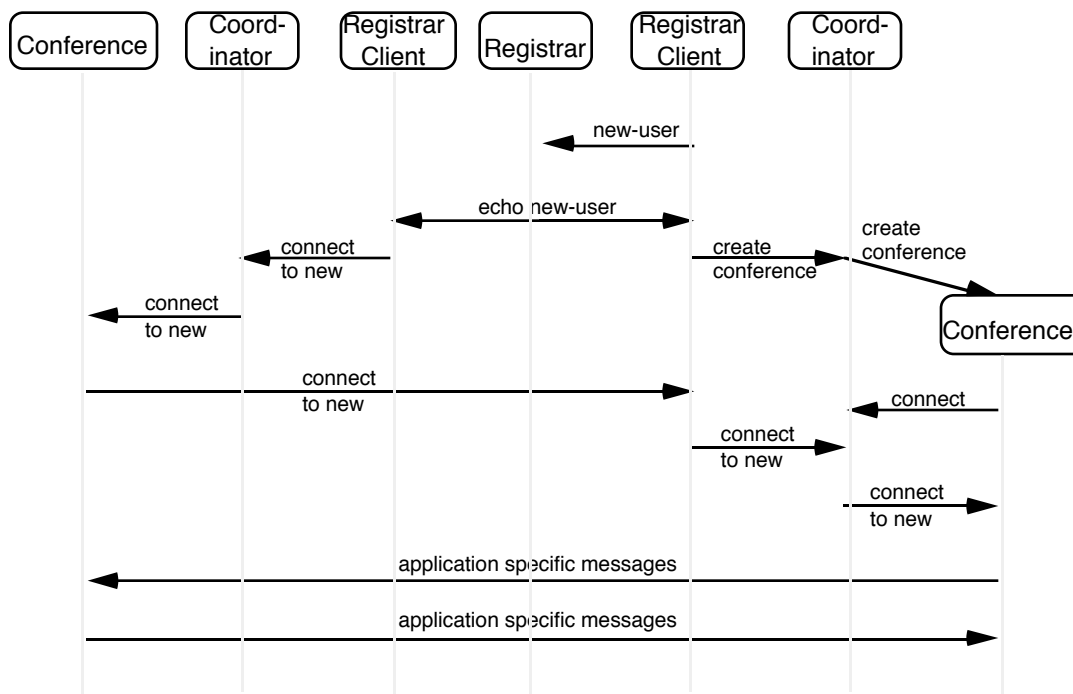 Conference
Coord-
inator
Registrar
Client
Registrar
Registrar
Client
Coord-
inator
new-user
echo new-user
connect
to new
create
conference
create
conference
connect
to new
Conference
connect
to new
connect
connect
to new
connect
to new
application specific messages
application specific messages